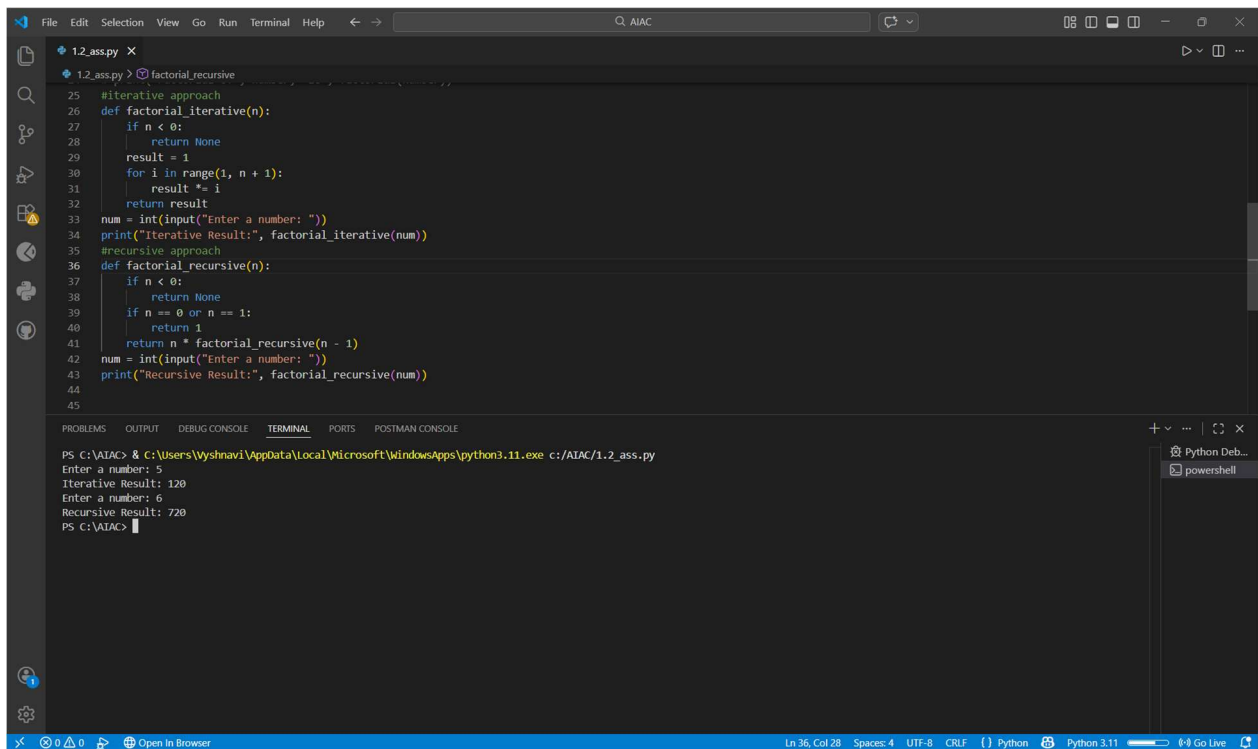 File Edit Selection View Go Run Terminal Help
AIAC
1.2_ass.py
1.2_ass.py > factorial_recursive
25 #iterative approach
26 def factorial_iterative(n):
27     if n < 0:
28         return None
29     result = 1
30     for i in range(1, n + 1):
31         result *= i
32     return result
33 num = int(input("Enter a number: "))
34 print("Iterative Result:", factorial_iterative(num))
35 #recursive approach
36 def factorial_recursive(n):
37     if n < 0:
38         return None
39     if n == 0 or n == 1:
40         return 1
41     return n * factorial_recursive(n - 1)
42 num = int(input("Enter a number: "))
43 print("Recursive Result:", factorial_recursive(num))
44
45
PROBLEMS OUTPUT DEBUG CONSOLE TERMINAL PORTS POSTMAN CONSOLE
PS C:\AIAC> & C:\Users\Vyshnavi\AppData\Local\Microsoft\WindowsApps\python3.11.exe c:/AIAC/1.2_ass.py
Enter a number: 5
Iterative Result: 120
Enter a number: 6
Recursive Result: 720
PS C:\AIAC>
Python Deb...
powershell
1
0 0 Open In Browser Ln 36, Col 28 Spaces: 4 UTF-8 CRLF { } Python Python 3.11 Go Live